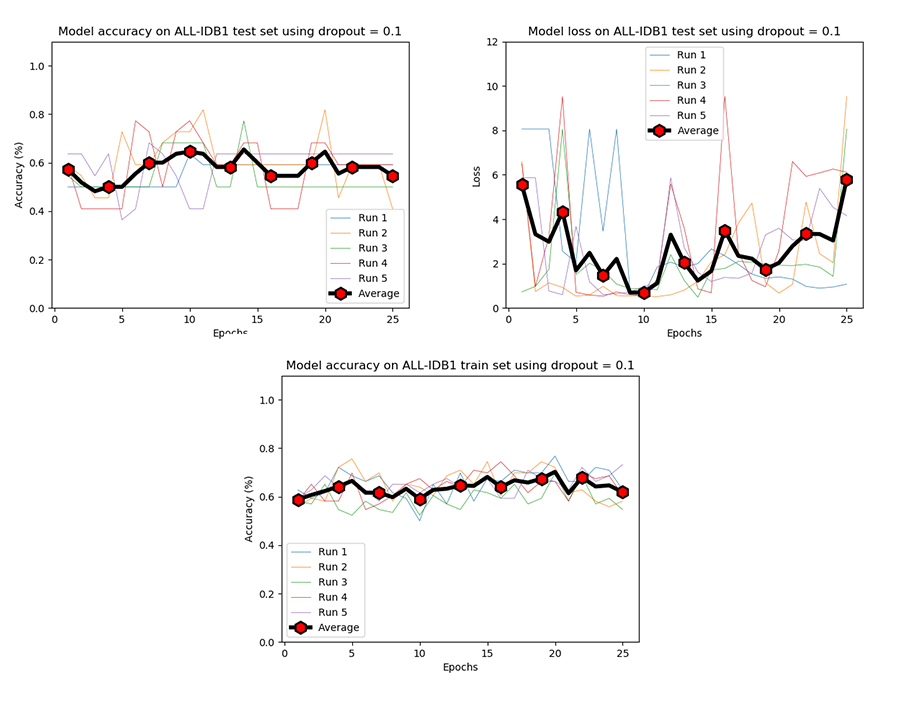 Model accuracy on ALL-IDB1 test set using dropout = 0.1
1.0
0.8
0.6
0.4
0.2
0.0
Accuracy (%)
0 5 10 15 20 25
Epochs
Run 1
Run 2
Run 3
Run 4
Run 5
Average
Model loss on ALL-IDB1 test set using dropout = 0.1
12
10
8
6
4
2
0
Loss
0 5 10 15 20 25
Epochs
Run 1
Run 2
Run 3
Run 4
Run 5
Average
Model accuracy on ALL-IDB1 train set using dropout = 0.1
1.0
0.8
0.6
0.4
0.2
0.0
Accuracy (%)
0 5 10 15 20 25
Epochs
Run 1
Run 2
Run 3
Run 4
Run 5
Average